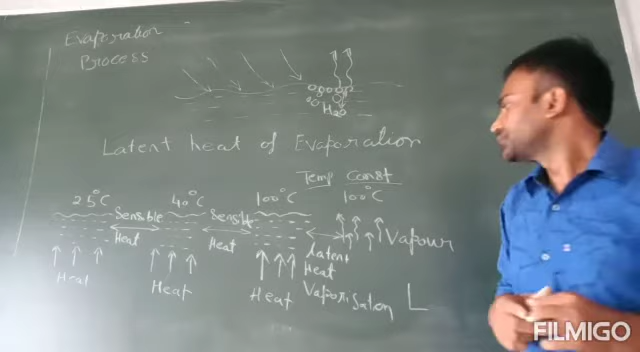 Evaporation
Process
H₂O
Latent heat of Evaporation
Temp Const
25°C 40°C 100°C 100°C
Sensible Sensible
Heat Heat
Vapour
Latent
Heat
Vaporisation L
Heat Heat Heat
FILMIGO